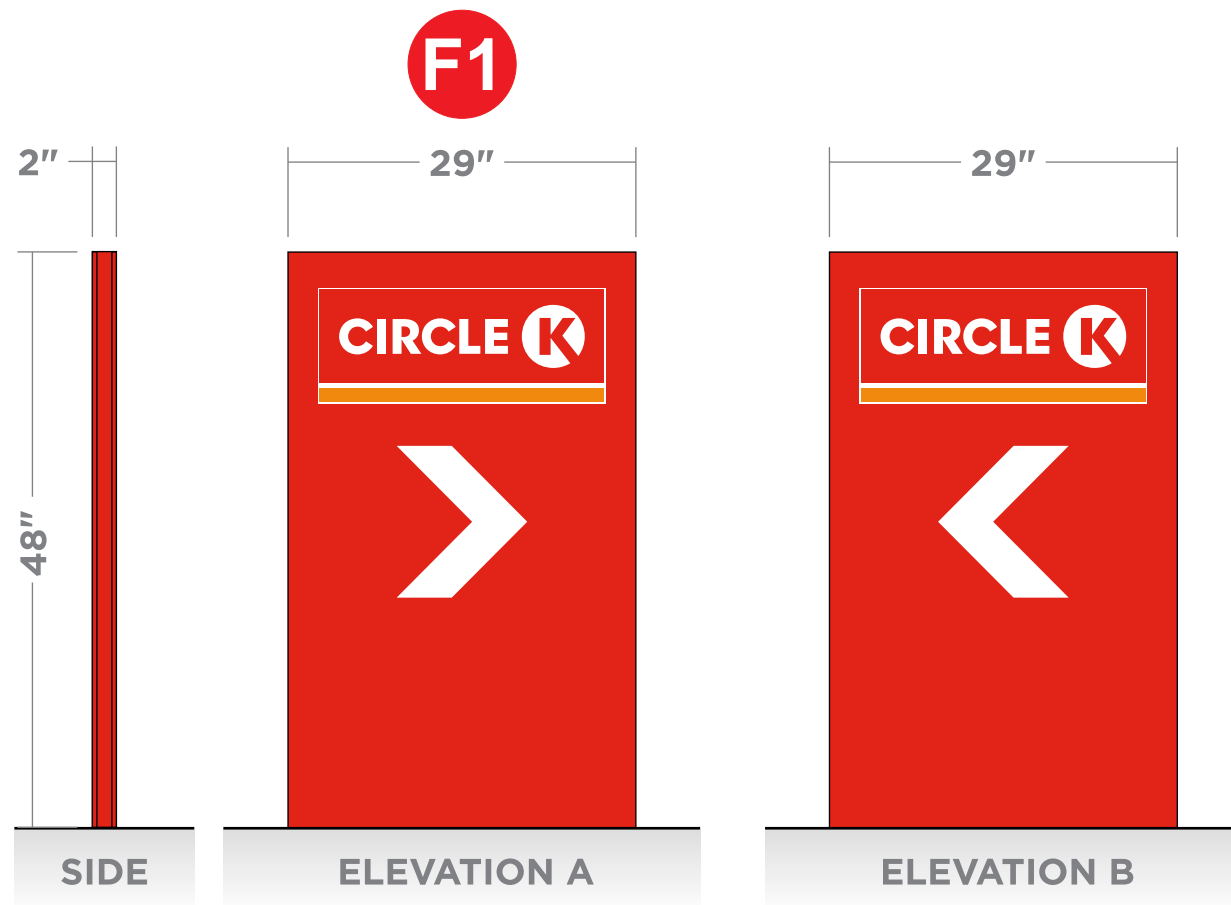 F1
2"
29"
29"
CIRCLE K
CIRCLE K
48"
SIDE
ELEVATION A
ELEVATION B